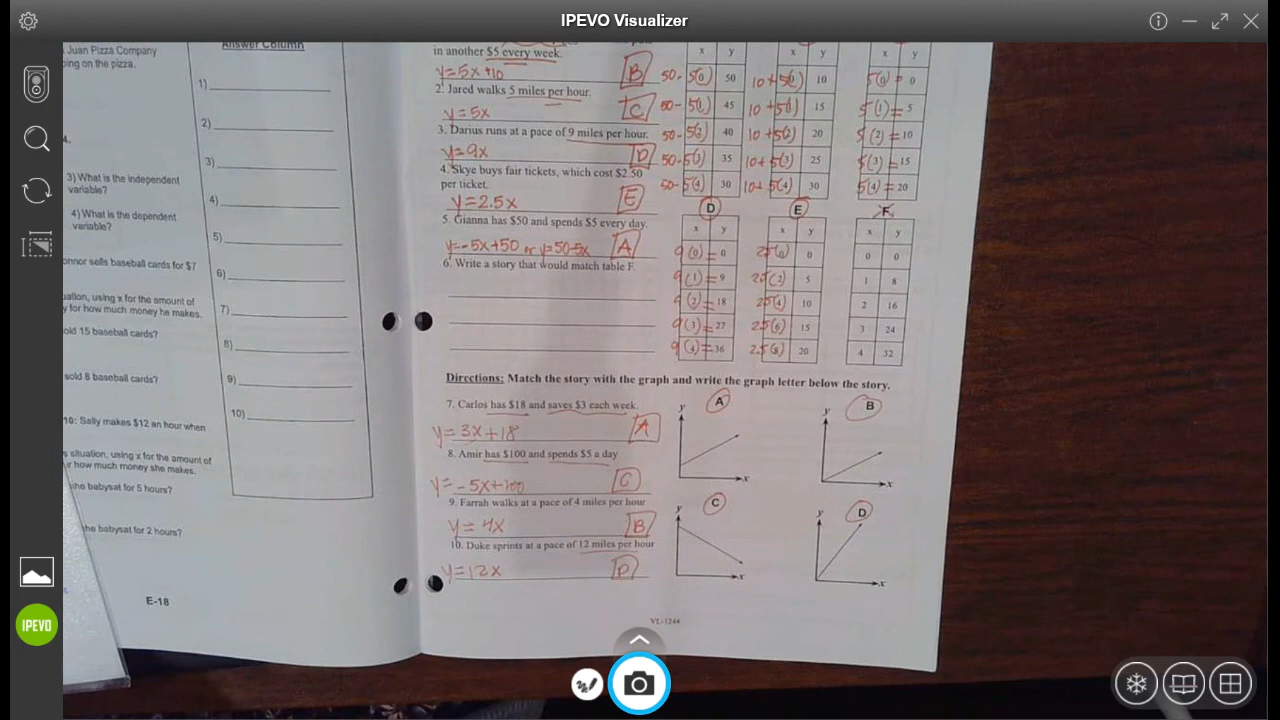 IPEVO Visualizer
Juan Pizza Company
ping on the pizza.
4.
3) What is the independent
variable?
4) What is the dependent
variable?
onnor sells baseball cards for $7
uation, using x for the amount of
y for how much money he makes.
old 15 baseball cards?
sold 8 baseball cards?
10: Sally makes $12 an hour when
s situation, using x for the amount of
r how much money she makes.
she babysat for 5 hours?
he babysat for 2 hours?
E-18
Answer Column
1)
2)
3)
4)
5)
6)
7)
8)
9)
10)
in another $5 every week.
y=5x+10 B
2. Jared walks 5 miles per hour.
y=5x C
3. Darius runs at a pace of 9 miles per hour.
y=9x D
4. Skye buys fair tickets, which cost $2.50
per ticket.
y=2.5x E
5. Gianna has $50 and spends $5 every day.
y=-5x+50 or y=50-5x A
6. Write a story that would match table F.
x y
50-5(0) 50
50-5(1) 45
50-5(2) 40
50-5(3) 35
50-5(4) 30
x y
10+5(0) 10
10+5(1) 15
10+5(2) 20
10+5(3) 25
10+5(4) 30
x y
5(0)= 0
5(1)= 5
5(2)= 10
5(3)= 15
5(4)= 20
D
x y
9(0)= 0
9(1)= 9
9(2)= 18
9(3)= 27
9(4)= 36
E
x y
2.5(0) 0
2.5(2) 5
2.5(4) 10
2.5(6) 15
2.5(8) 20
F
x y
0 0
1 8
2 16
3 24
4 32
Directions: Match the story with the graph and write the graph letter below the story.
7. Carlos has $18 and saves $3 each week.
y=3x+18 A
8. Amir has $100 and spends $5 a day
y=-5x+100 C
9. Farrah walks at a pace of 4 miles per hour
y=4x B
10. Duke sprints at a pace of 12 miles per hour
y=12x D
A
y
x
B
y
x
C
y
x
D
y
x
VL-1244
IPEVO